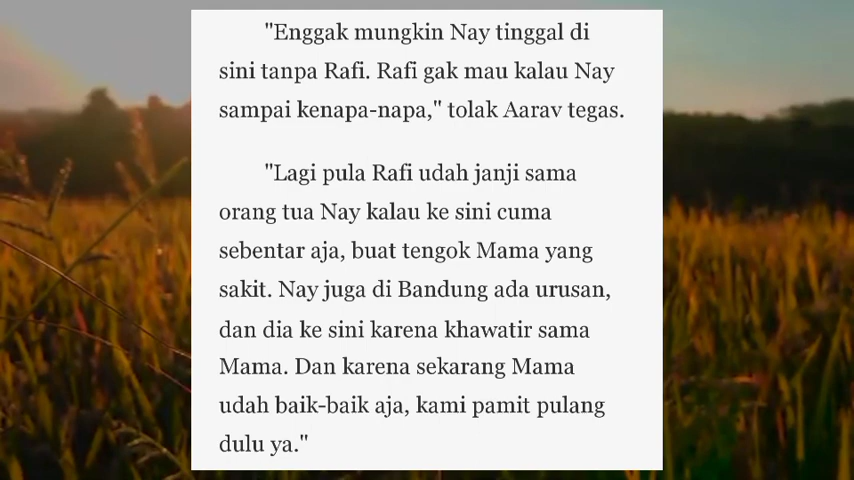 "Enggak mungkin Nay tinggal di
sini tanpa Rafi. Rafi gak mau kalau Nay
sampai kenapa-napa," tolak Aarav tegas.
"Lagi pula Rafi udah janji sama
orang tua Nay kalau ke sini cuma
sebentar aja, buat tengok Mama yang
sakit. Nay juga di Bandung ada urusan,
dan dia ke sini karena khawatir sama
Mama. Dan karena sekarang Mama
udah baik-baik aja, kami pamit pulang
dulu ya."